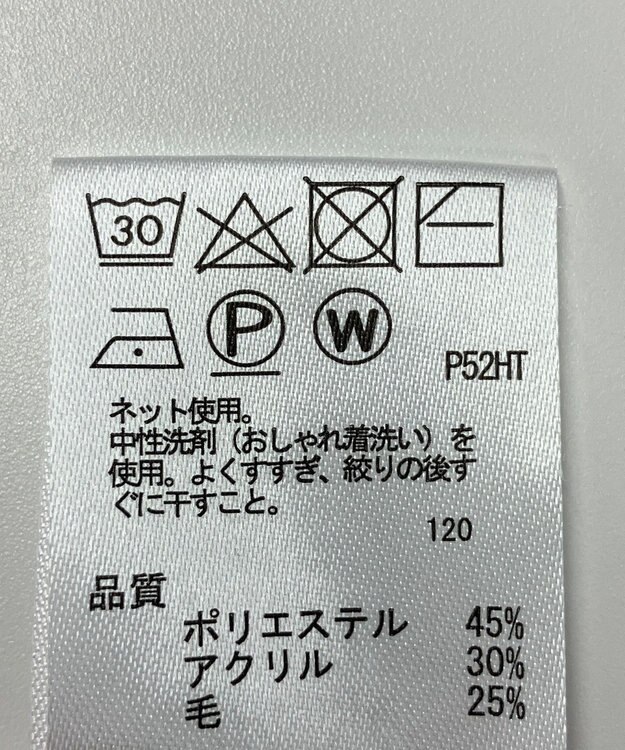 30
P W
P52HT
ネット使用。
中性洗剤（おしゃれ着洗い）を
使用。よくすすぎ、絞りの後す
ぐに干すこと。
120
品質
ポリエステル 45%
アクリル 30%
毛 25%